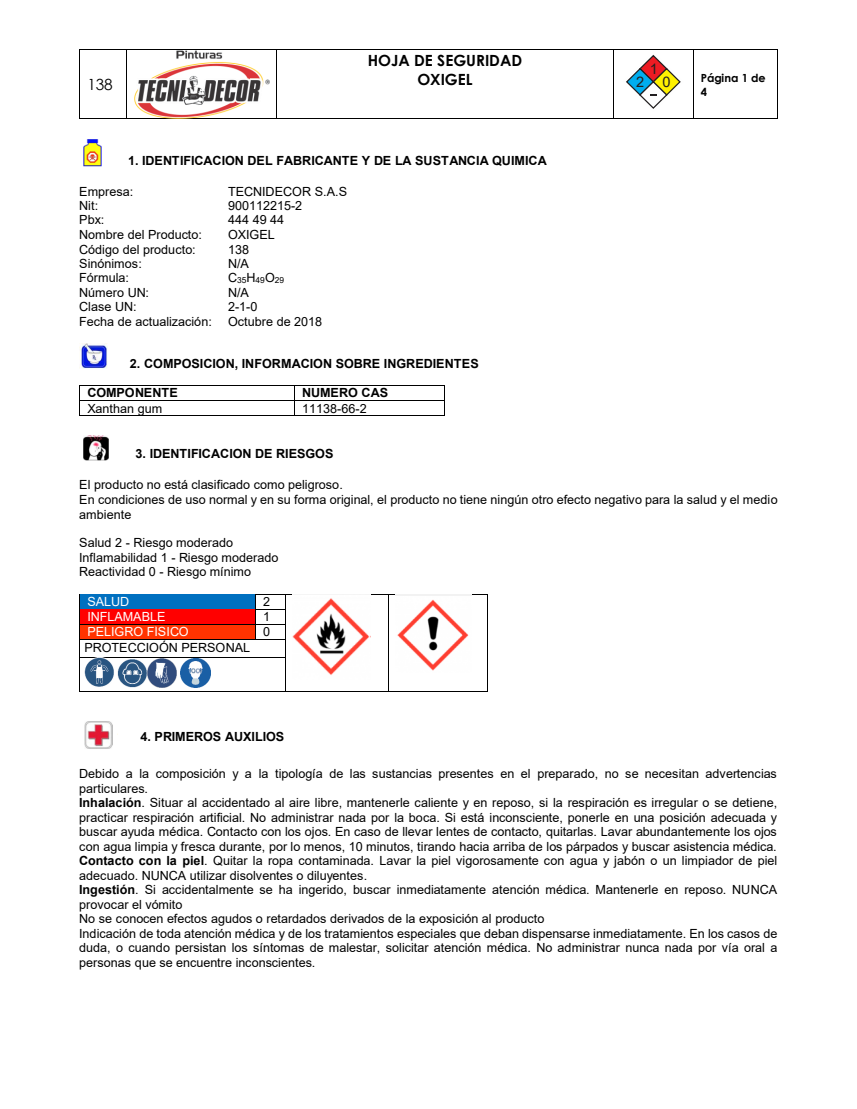 138
Pinturas
TECNIDECOR®
HOJA DE SEGURIDAD
OXIGEL
1
2
0
–
Página 1 de
4
1. IDENTIFICACION DEL FABRICANTE Y DE LA SUSTANCIA QUIMICA
Empresa: TECNIDECOR S.A.S
Nit: 900112215-2
Pbx: 444 49 44
Nombre del Producto: OXIGEL
Código del producto: 138
Sinónimos: N/A
Fórmula: C₃₅H₄₉O₂₉
Número UN: N/A
Clase UN: 2-1-0
Fecha de actualización: Octubre de 2018
2. COMPOSICION, INFORMACION SOBRE INGREDIENTES
COMPONENTE NUMERO CAS
Xanthan gum 11138-66-2
3. IDENTIFICACION DE RIESGOS
El producto no está clasificado como peligroso.
En condiciones de uso normal y en su forma original, el producto no tiene ningún otro efecto negativo para la salud y el medio
ambiente
Salud 2 - Riesgo moderado
Inflamabilidad 1 - Riesgo moderado
Reactividad 0 - Riesgo mínimo
SALUD 2
INFLAMABLE 1
PELIGRO FISICO 0
PROTECCIOÓN PERSONAL
4. PRIMEROS AUXILIOS
Debido a la composición y a la tipología de las sustancias presentes en el preparado, no se necesitan advertencias
particulares.
Inhalación. Situar al accidentado al aire libre, mantenerle caliente y en reposo, si la respiración es irregular o se detiene,
practicar respiración artificial. No administrar nada por la boca. Si está inconsciente, ponerle en una posición adecuada y
buscar ayuda médica. Contacto con los ojos. En caso de llevar lentes de contacto, quitarlas. Lavar abundantemente los ojos
con agua limpia y fresca durante, por lo menos, 10 minutos, tirando hacia arriba de los párpados y buscar asistencia médica.
Contacto con la piel. Quitar la ropa contaminada. Lavar la piel vigorosamente con agua y jabón o un limpiador de piel
adecuado. NUNCA utilizar disolventes o diluyentes.
Ingestión. Si accidentalmente se ha ingerido, buscar inmediatamente atención médica. Mantenerle en reposo. NUNCA
provocar el vómito
No se conocen efectos agudos o retardados derivados de la exposición al producto
Indicación de toda atención médica y de los tratamientos especiales que deban dispensarse inmediatamente. En los casos de
duda, o cuando persistan los síntomas de malestar, solicitar atención médica. No administrar nunca nada por vía oral a
personas que se encuentre inconscientes.